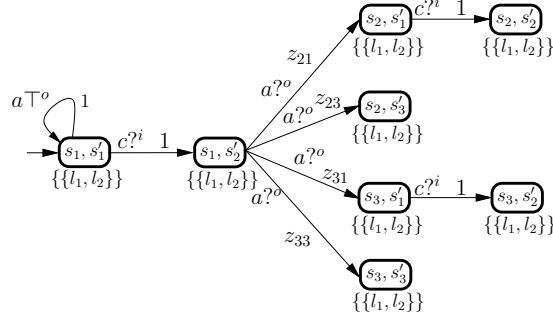 s₂, s′₁ c?ⁱ 1 s₂, s′₂
{{l₁, l₂}} {{l₁, l₂}}
z₂₁
a?ᵒ
a⊤ᵒ 1
a?ᵒ z₂₃ s₂, s′₃
{{l₁, l₂}}
s₁, s′₁ c?ⁱ 1 s₁, s′₂
{{l₁, l₂}} {{l₁, l₂}}
a?ᵒ
z₃₁ s₃, s′₁ c?ⁱ 1 s₃, s′₂
a?ᵒ
{{l₁, l₂}} {{l₁, l₂}}
z₃₃
s₃, s′₃
{{l₁, l₂}}